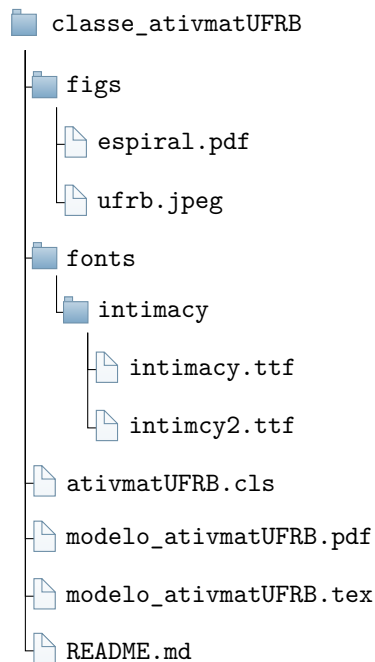 classe_ativmatUFRB
figs
espiral.pdf
ufrb.jpeg
fonts
intimacy
intimacy.ttf
intimcy2.ttf
ativmatUFRB.cls
modelo_ativmatUFRB.pdf
modelo_ativmatUFRB.tex
README.md